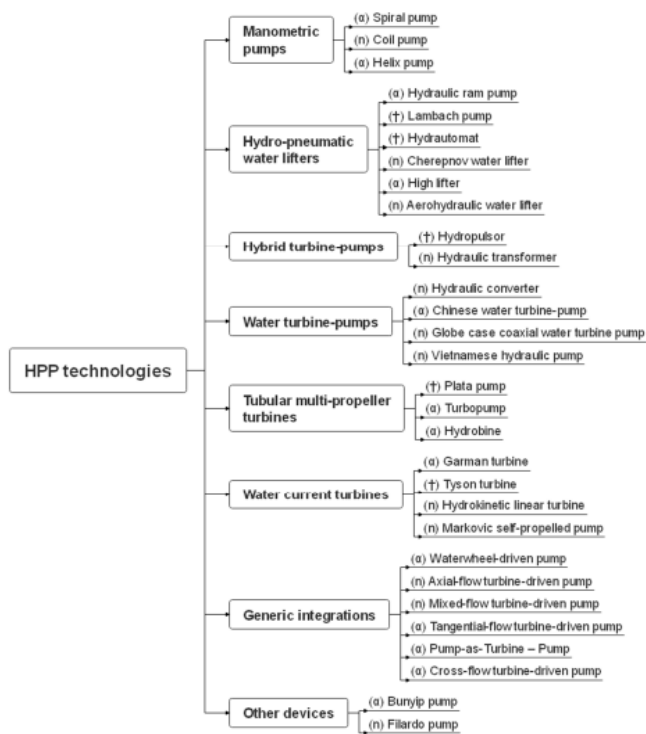 HPP technologies
Manometric
pumps
(α) Spiral pump
(n) Coil pump
(α) Helix pump
Hydro-pneumatic
water lifters
(α) Hydraulic ram pump
(†) Lambach pump
(†) Hydrautomat
(n) Cherepnov water lifter
(α) High lifter
(n) Aerohydraulic water lifter
Hybrid turbine-pumps
(†) Hydropulsor
(n) Hydraulic transformer
Water turbine-pumps
(n) Hydraulic converter
(α) Chinese water turbine-pump
(n) Globe case coaxial water turbine pump
(n) Vietnamese hydraulic pump
Tubular multi-propeller
turbines
(†) Plata pump
(α) Turbopump
(α) Hydrobine
Water current turbines
(α) Garman turbine
(†) Tyson turbine
(n) Hydrokinetic linear turbine
(n) Markovic self-propelled pump
Generic integrations
(α) Waterwheel-driven pump
(n) Axial-flow turbine-driven pump
(n) Mixed-flow turbine-driven pump
(α) Tangential-flow turbine-driven pump
(α) Pump-as-Turbine – Pump
(α) Cross-flow turbine-driven pump
Other devices
(α) Bunyip pump
(n) Filardo pump